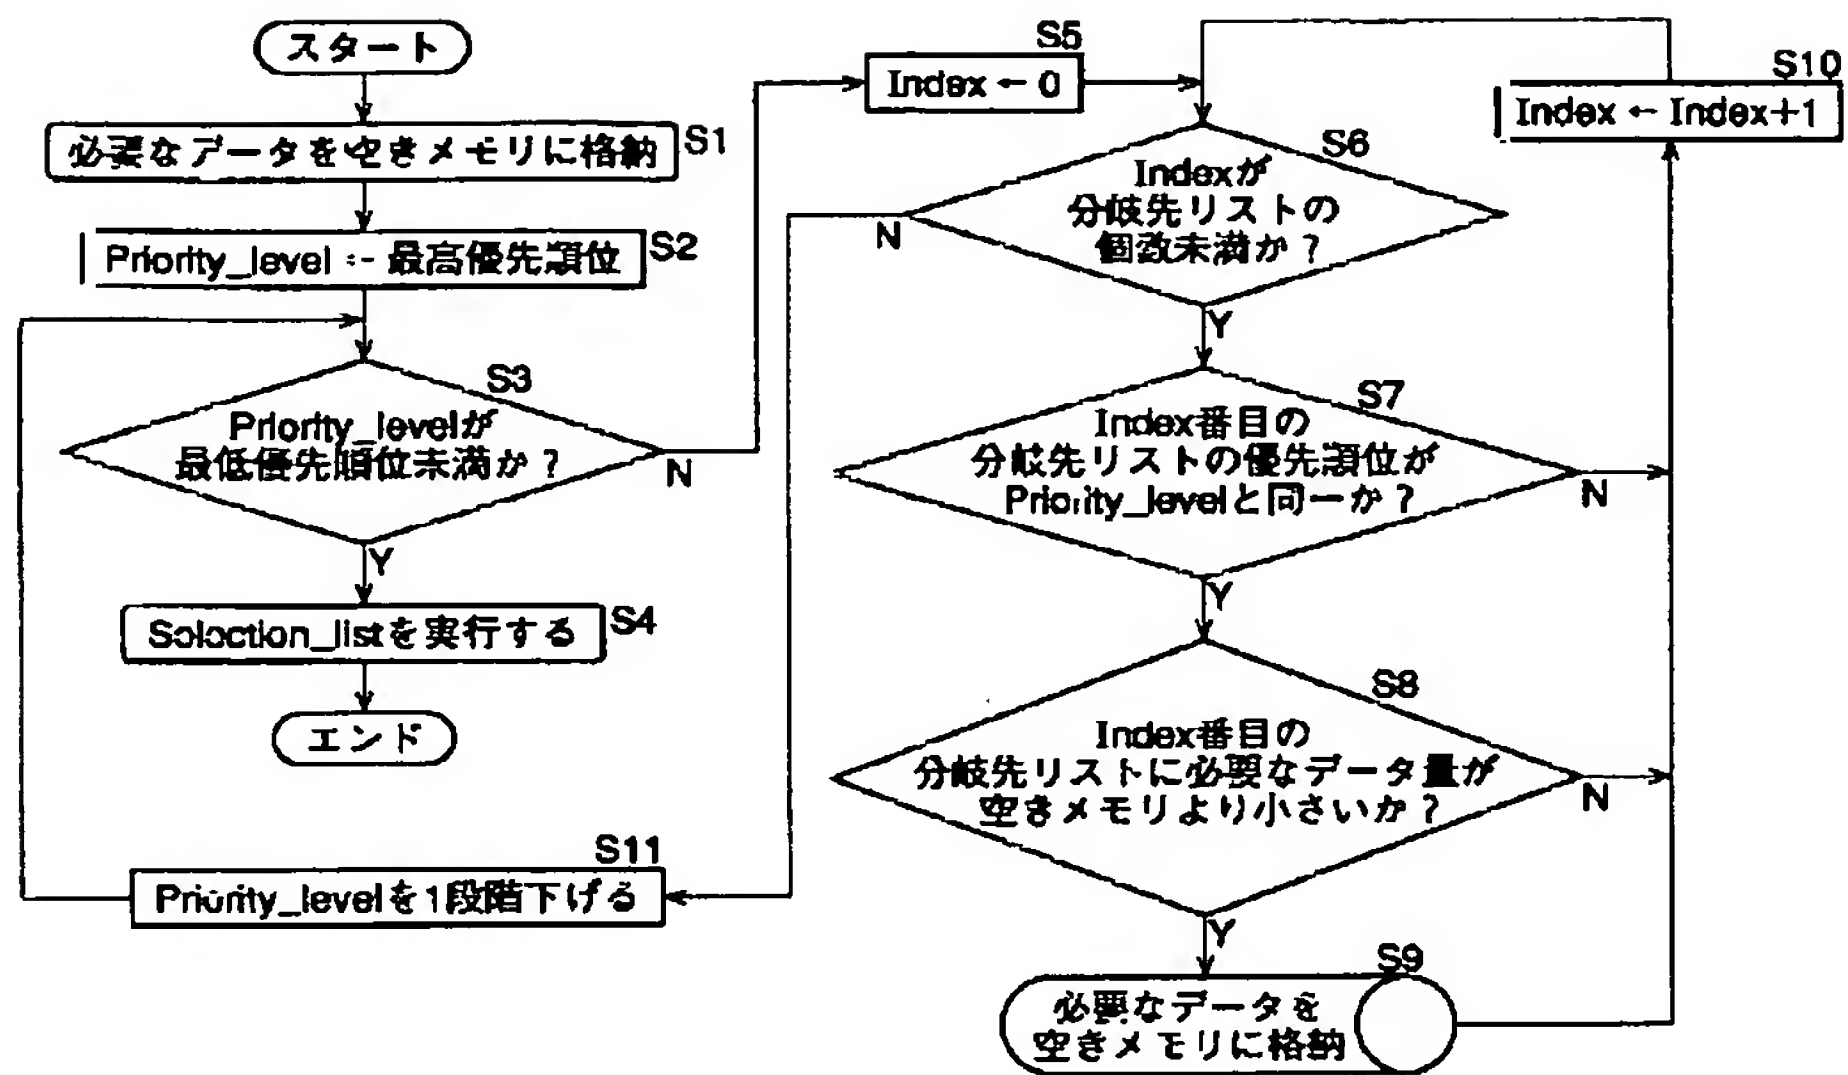 スタート
必要なデータを空きメモリに格納
S1
Priority_level ← 最高優先順位
S2
S3
Priority_levelが
最低優先順位未満か？
N
Y
Selection_listを実行する
S4
エンド
S11
Priority_levelを1段階下げる
S5
Index ← 0
S10
Index ← Index+1
S6
Indexが
分岐先リストの
個数未満か？
N
Y
S7
Index番目の
分岐先リストの優先順位が
Priority_levelと同一か？
N
Y
S8
Index番目の
分岐先リストに必要なデータ量が
空きメモリより小さいか？
N
Y
S9
必要なデータを
空きメモリに格納